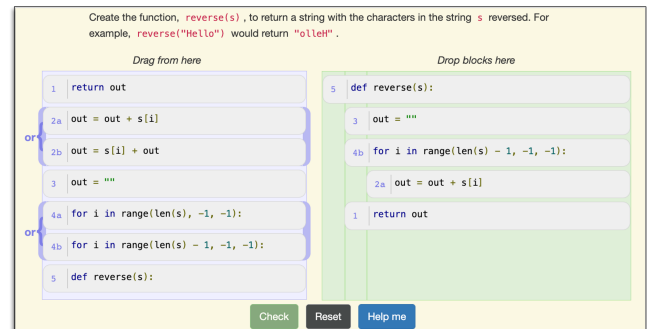 Create the function, reverse(s) , to return a string with the characters in the string s reversed. For
example, reverse("Hello") would return "olleH" .
Drag from here
1 return out
or{
2a out = out + s[i]
2b out = s[i] + out
3 out = ""
or{
4a for i in range(len(s), -1, -1):
4b for i in range(len(s) - 1, -1, -1):
5 def reverse(s):
Drop blocks here
5 def reverse(s):
3 out = ""
4b for i in range(len(s) - 1, -1, -1):
2a out = out + s[i]
1 return out
Check Reset Help me